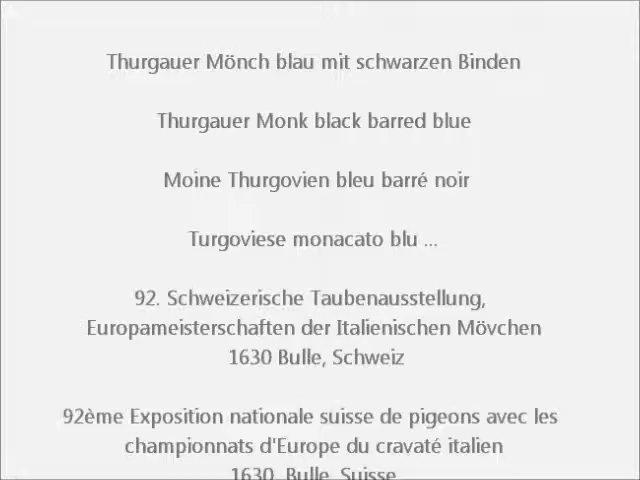 Thurgauer Mönch blau mit schwarzen Binden
Thurgauer Monk black barred blue
Moine Thurgovien bleu barré noir
Turgoviese monacato blu ...
92. Schweizerische Taubenausstellung,
Europameisterschaften der Italienischen Mövchen
1630 Bulle, Schweiz
92ème Exposition nationale suisse de pigeons avec les
championnats d'Europe du cravaté italien
1630 Bulle, Suisse